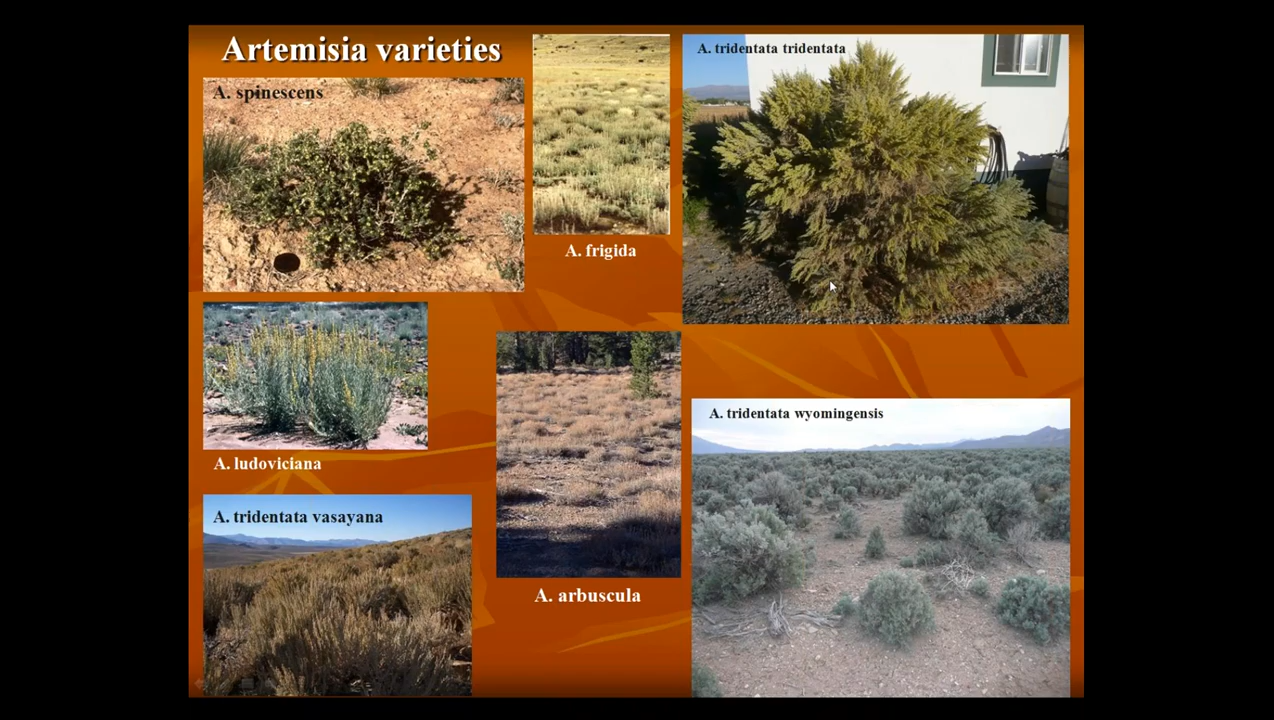 Artemisia varieties
A. spinescens
A. frigida
A. tridentata tridentata
A. ludoviciana
A. tridentata vasayana
A. arbuscula
A. tridentata wyomingensis